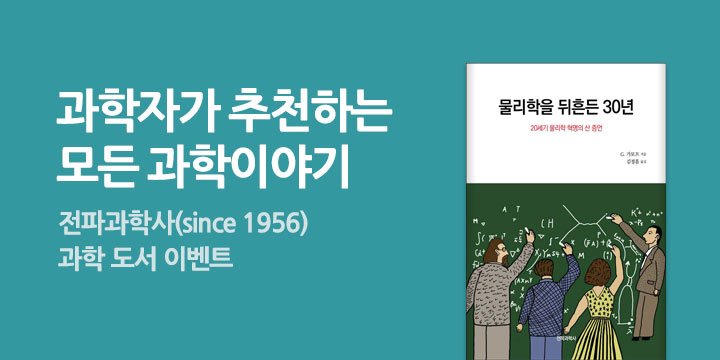 과학자가 추천하는
모든 과학이야기
전파과학사(since 1956)
과학 도서 이벤트
물리학을 뒤흔든 30년
20세기 물리학 혁명의 산 증언
G. 가모프 지음
김정흠 옮김
전파과학사